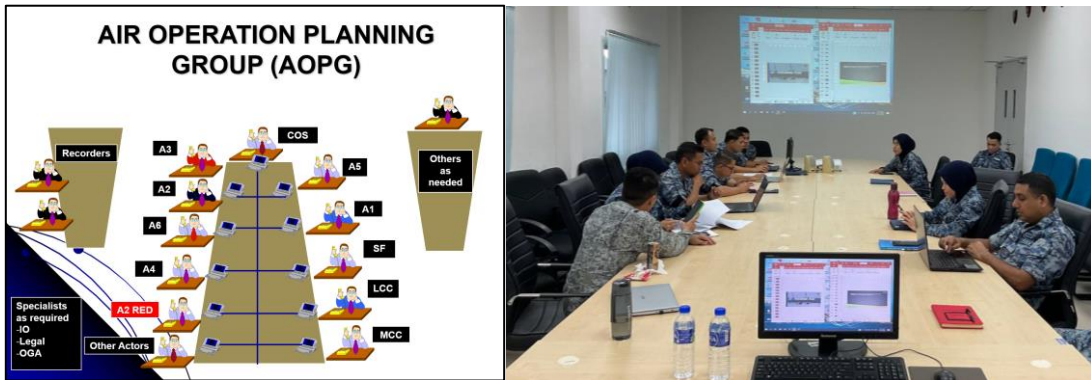 AIR OPERATION PLANNING
GROUP (AOPG)
COS
Recorders
A3
A5
Others
as
needed
A2
A1
A6
SF
A4
LCC
A2 RED
MCC
Other Actors
Specialists
as required
-IO
-Legal
-OGA